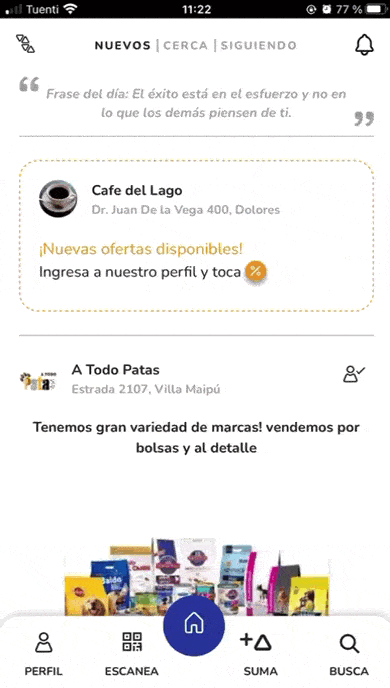 Tuenti 11:22 77 %
NUEVOS | CERCA | SIGUIENDO
“ Frase del día: El éxito está en el esfuerzo y no en
lo que los demás piensen de ti. ”
Cafe del Lago
Dr. Juan De la Vega 400, Dolores
¡Nuevas ofertas disponibles!
Ingresa a nuestro perfil y toca %
A TODO
Patas
A Todo Patas
Estrada 2107, Villa Maipú
Tenemos gran variedad de marcas! vendemos por
bolsas y al detalle
PERFIL ESCANEA SUMA BUSCA